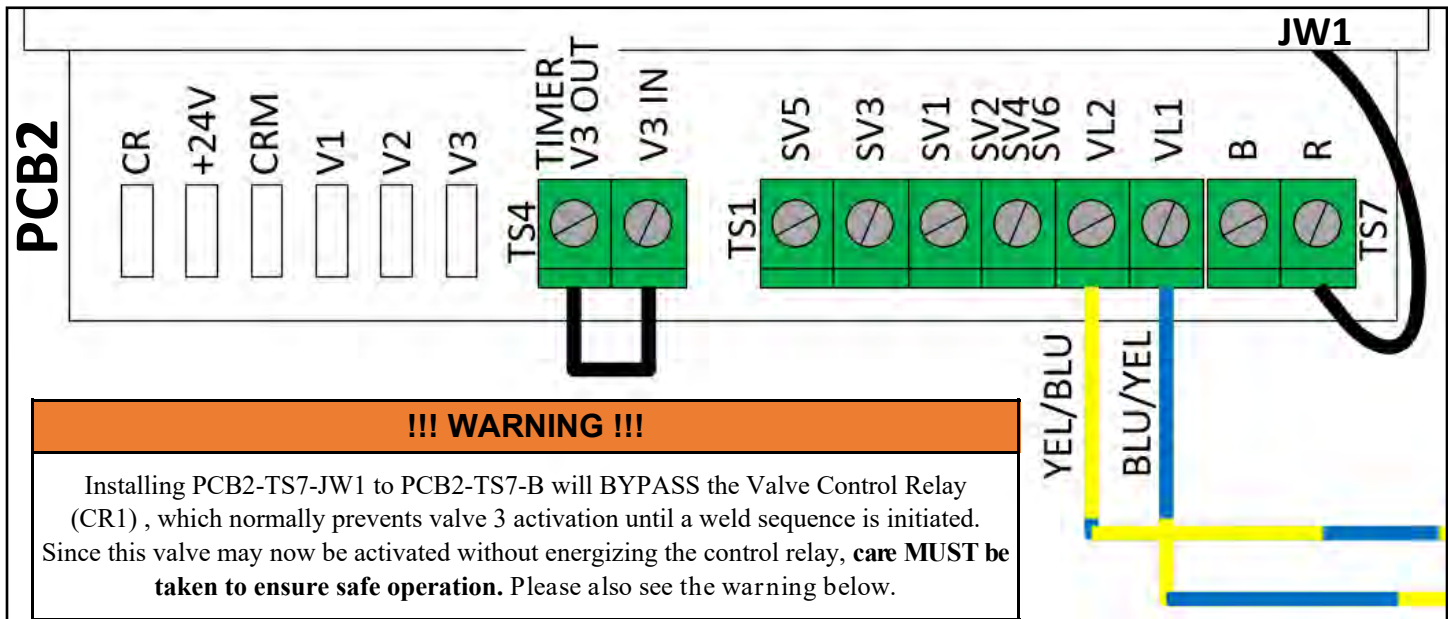 JW1
PCB2
CR
+24V
CRM
V1
V2
V3
TIMER
V3 OUT
V3 IN
TS4
TS1
SV5
SV3
SV1
SV2
SV4
SV6
VL2
VL1
B
R
TS7
YEL/BLU
BLU/YEL
!!! WARNING !!!
Installing PCB2-TS7-JW1 to PCB2-TS7-B will BYPASS the Valve Control Relay
(CR1) , which normally prevents valve 3 activation until a weld sequence is initiated.
Since this valve may now be activated without energizing the control relay, care MUST be
taken to ensure safe operation. Please also see the warning below.